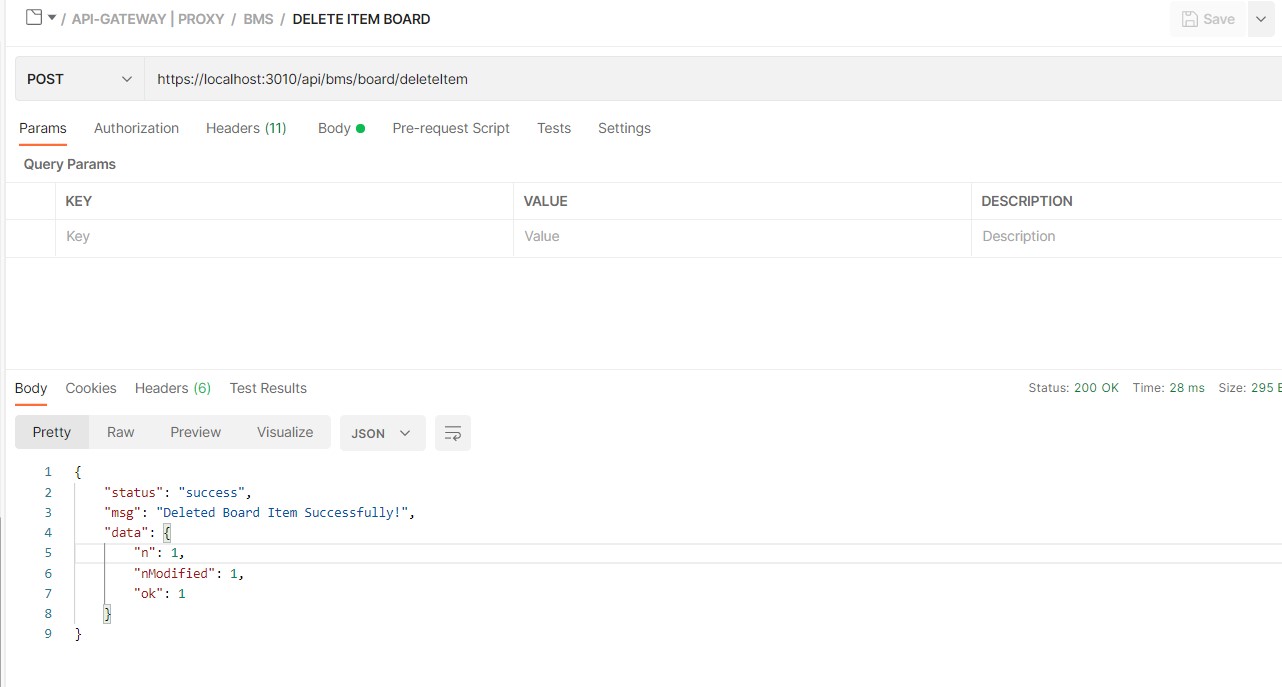 / API-GATEWAY | PROXY / BMS / DELETE ITEM BOARD Save
POST https://localhost:3010/api/bms/board/deleteItem
Params Authorization Headers (11) Body Pre-request Script Tests Settings
Query Params
KEY VALUE DESCRIPTION
Key Value Description
Body Cookies Headers (6) Test Results Status: 200 OK Time: 28 ms Size: 295
Pretty Raw Preview Visualize JSON
1 {
2 "status": "success",
3 "msg": "Deleted Board Item Successfully!",
4 "data": {
5 "n": 1,
6 "nModified": 1,
7 "ok": 1
8 }
9 }